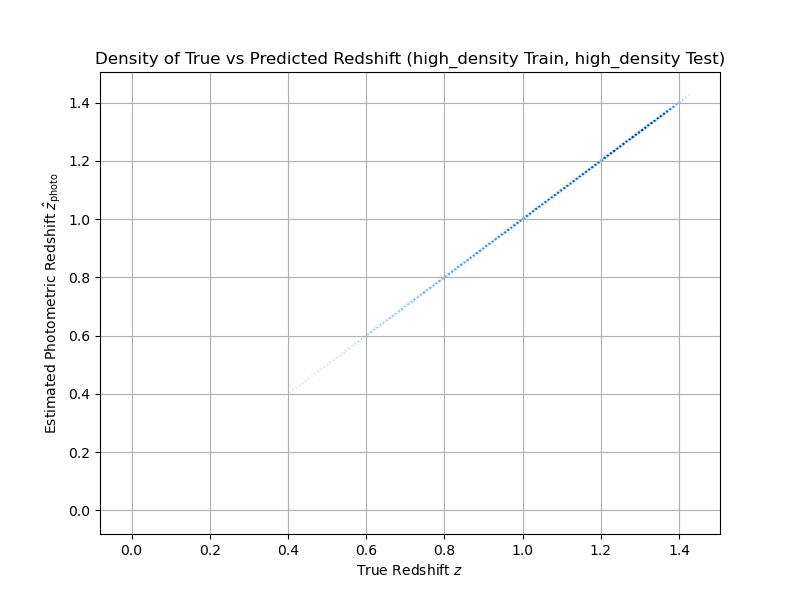 Density of True vs Predicted Redshift (high_density Train, high_density Test)
1.4
1.2
1.0
0.8
0.6
0.4
0.2
0.0
Estimated Photometric Redshift ẑphoto
0.0 0.2 0.4 0.6 0.8 1.0 1.2 1.4
True Redshift z